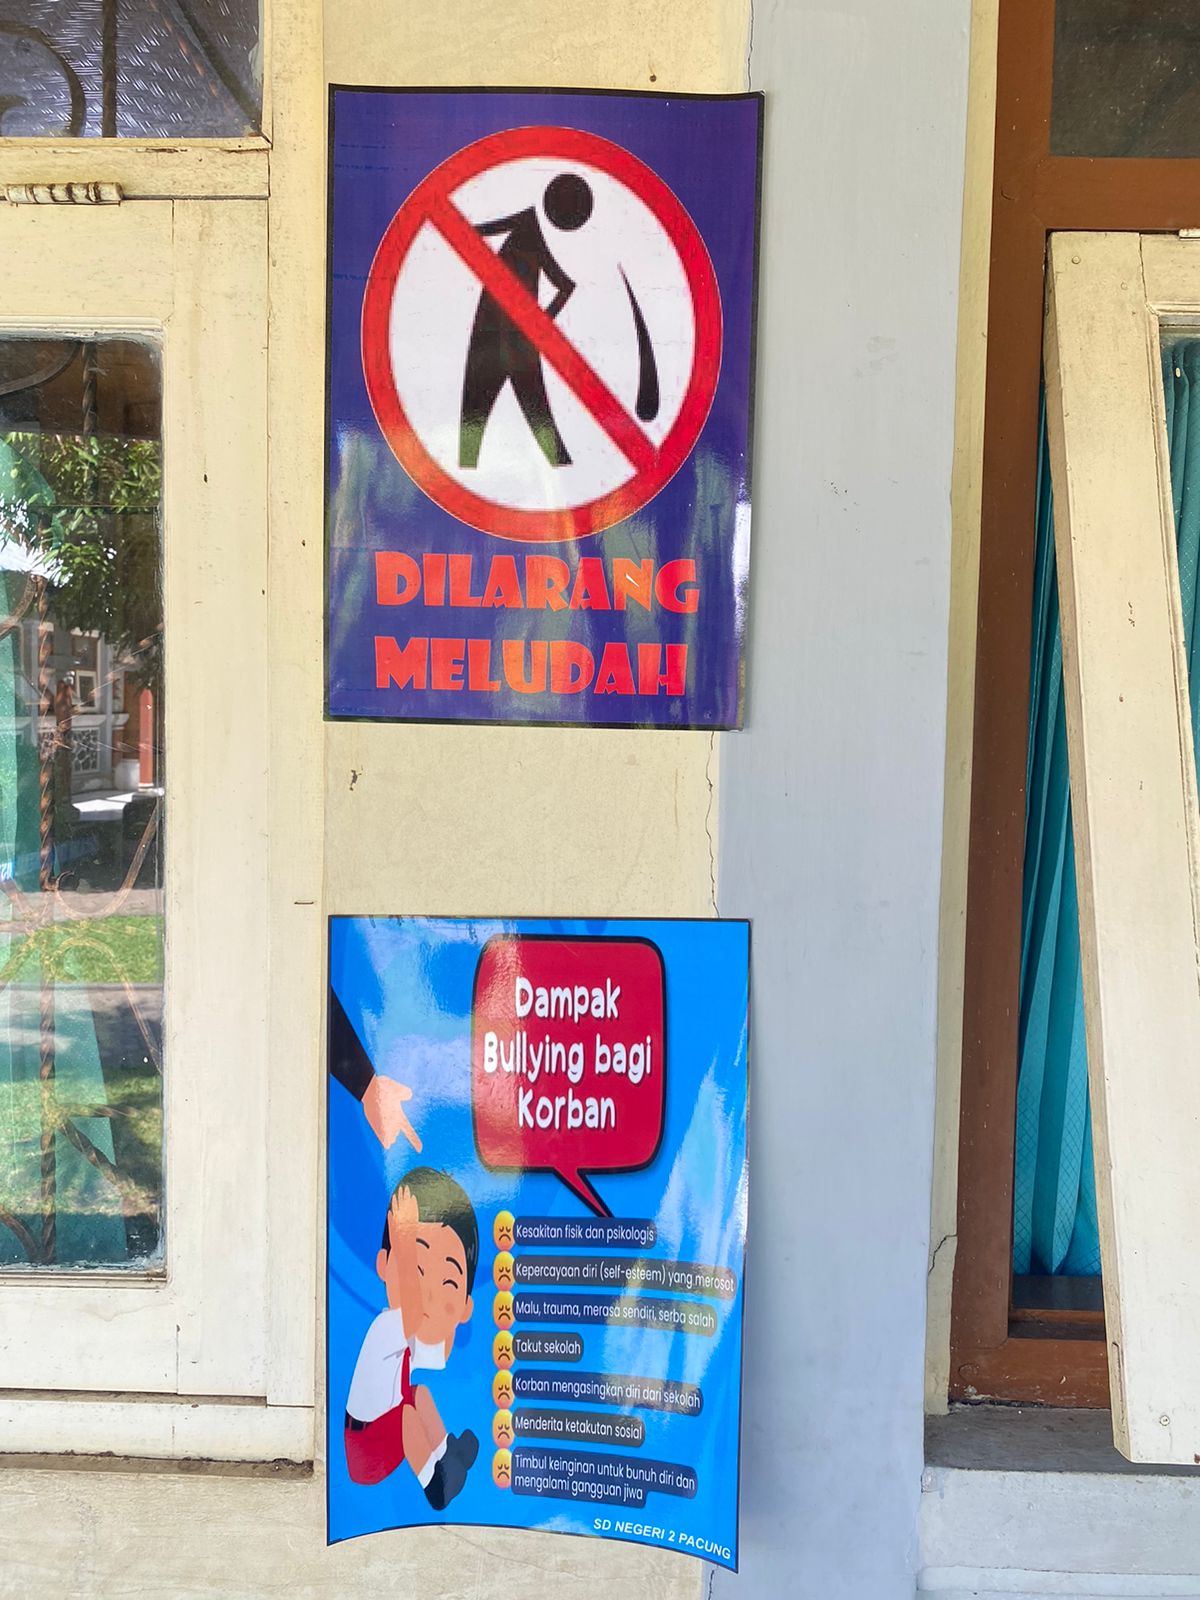 DILARANG
MELUDAH
Dampak
Bullying bagi
Korban
Kesakitan fisik dan psikologis
Kepercayaan diri (self-esteem) yang merosot
Malu, trauma, merasa sendiri, serba salah
Takut sekolah
Korban mengasingkan diri dari sekolah
Menderita ketakutan sosial
Timbul keinginan untuk bunuh diri dan
mengalami gangguan jiwa
SD NEGERI 2 PACUNG